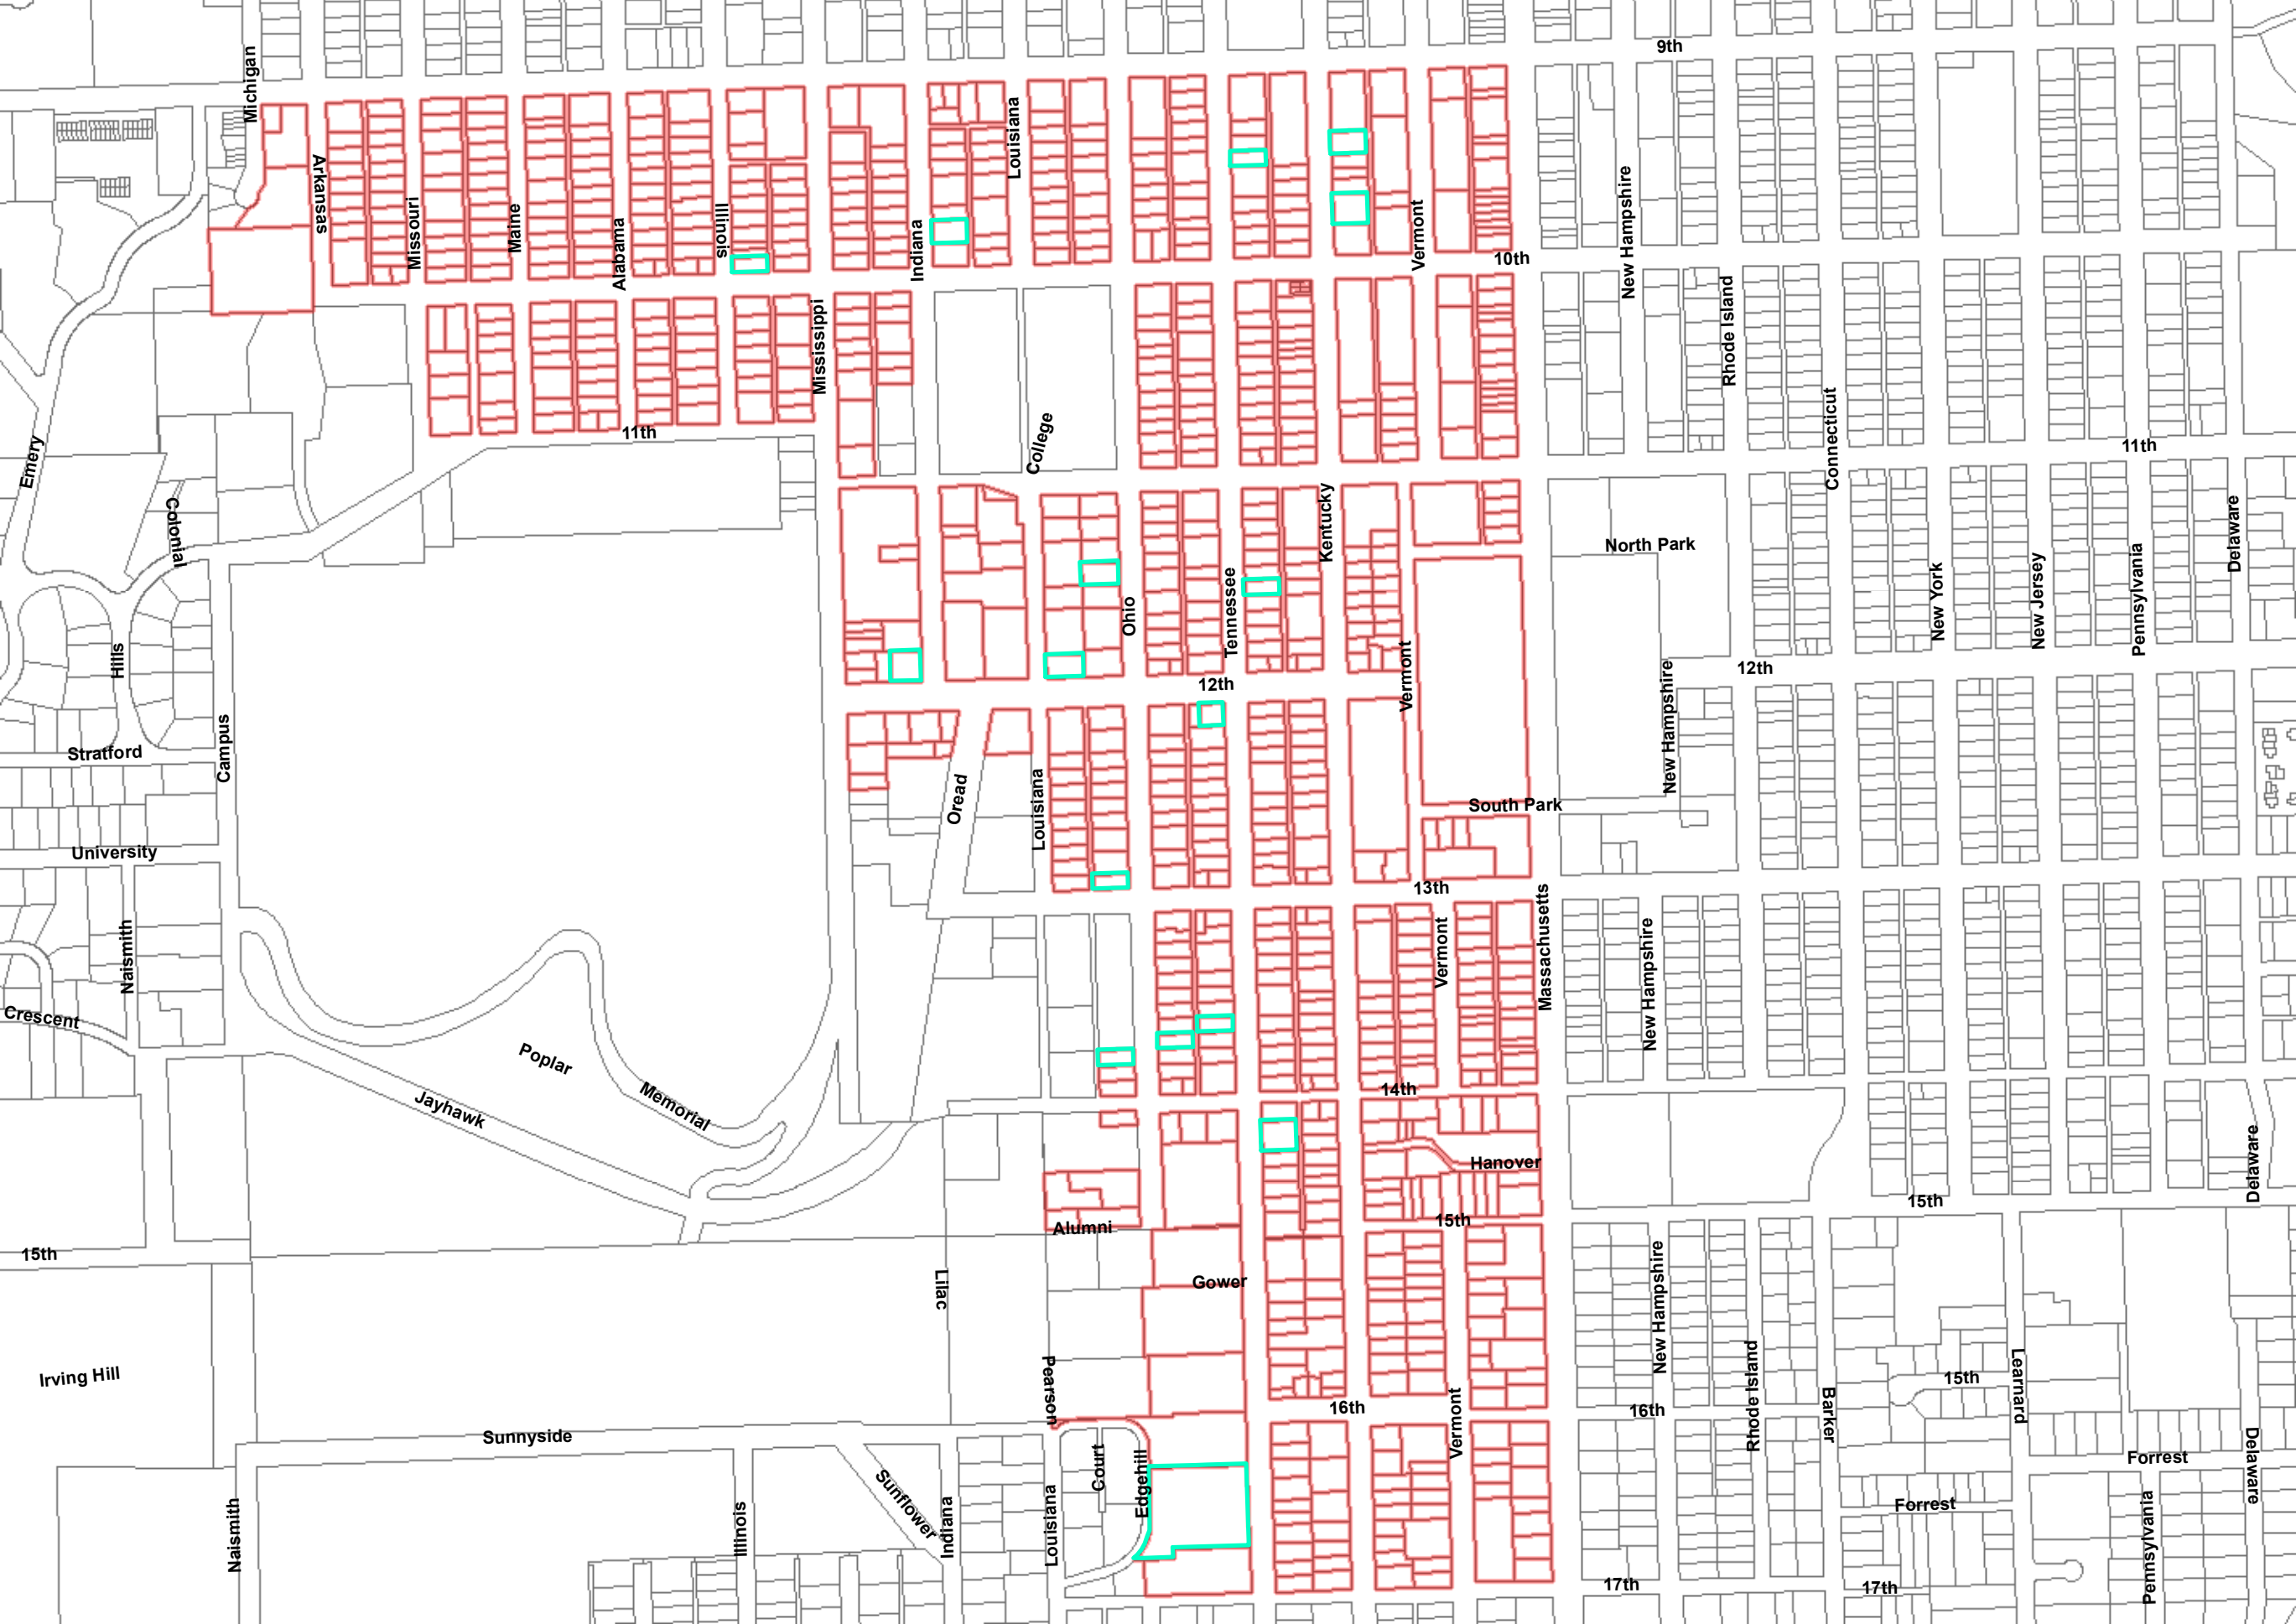 9th
Michigan
Louisiana
Arkansas
Missouri
Maine
Alabama
Illinois
Indiana
Vermont
New Hampshire
10th
Rhode Island
Mississippi
Connecticut
11th
College
11th
Emery
Colonial
Kentucky
Delaware
North Park
Ohio
Tennessee
New York
New Jersey
Pennsylvania
Hills
12th
12th
Vermont
New Hampshire
Campus
Stratford
Oread
Louisiana
South Park
University
13th
Massachusetts
Naismith
Vermont
New Hampshire
Crescent
Poplar
Memorial
Jayhawk
14th
Hanover
Delaware
15th
15th
Alumni
15th
Gower
Lilac
New Hampshire
Irving Hill
Pearson
Rhode Island
Learnard
15th
Barker
16th
16th
Vermont
Sunnyside
Court
Edgehill
Forrest
Delaware
Sunflower
Naismith
Illinois
Indiana
Louisiana
Forrest
Pennsylvania
17th
17th